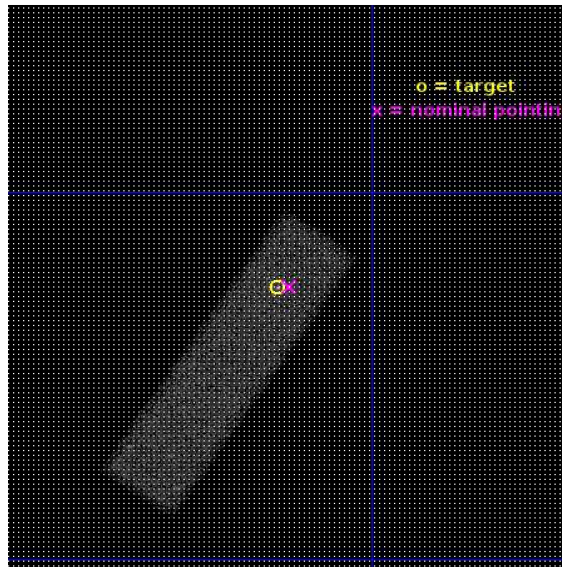 o = target
x = nominal pointin